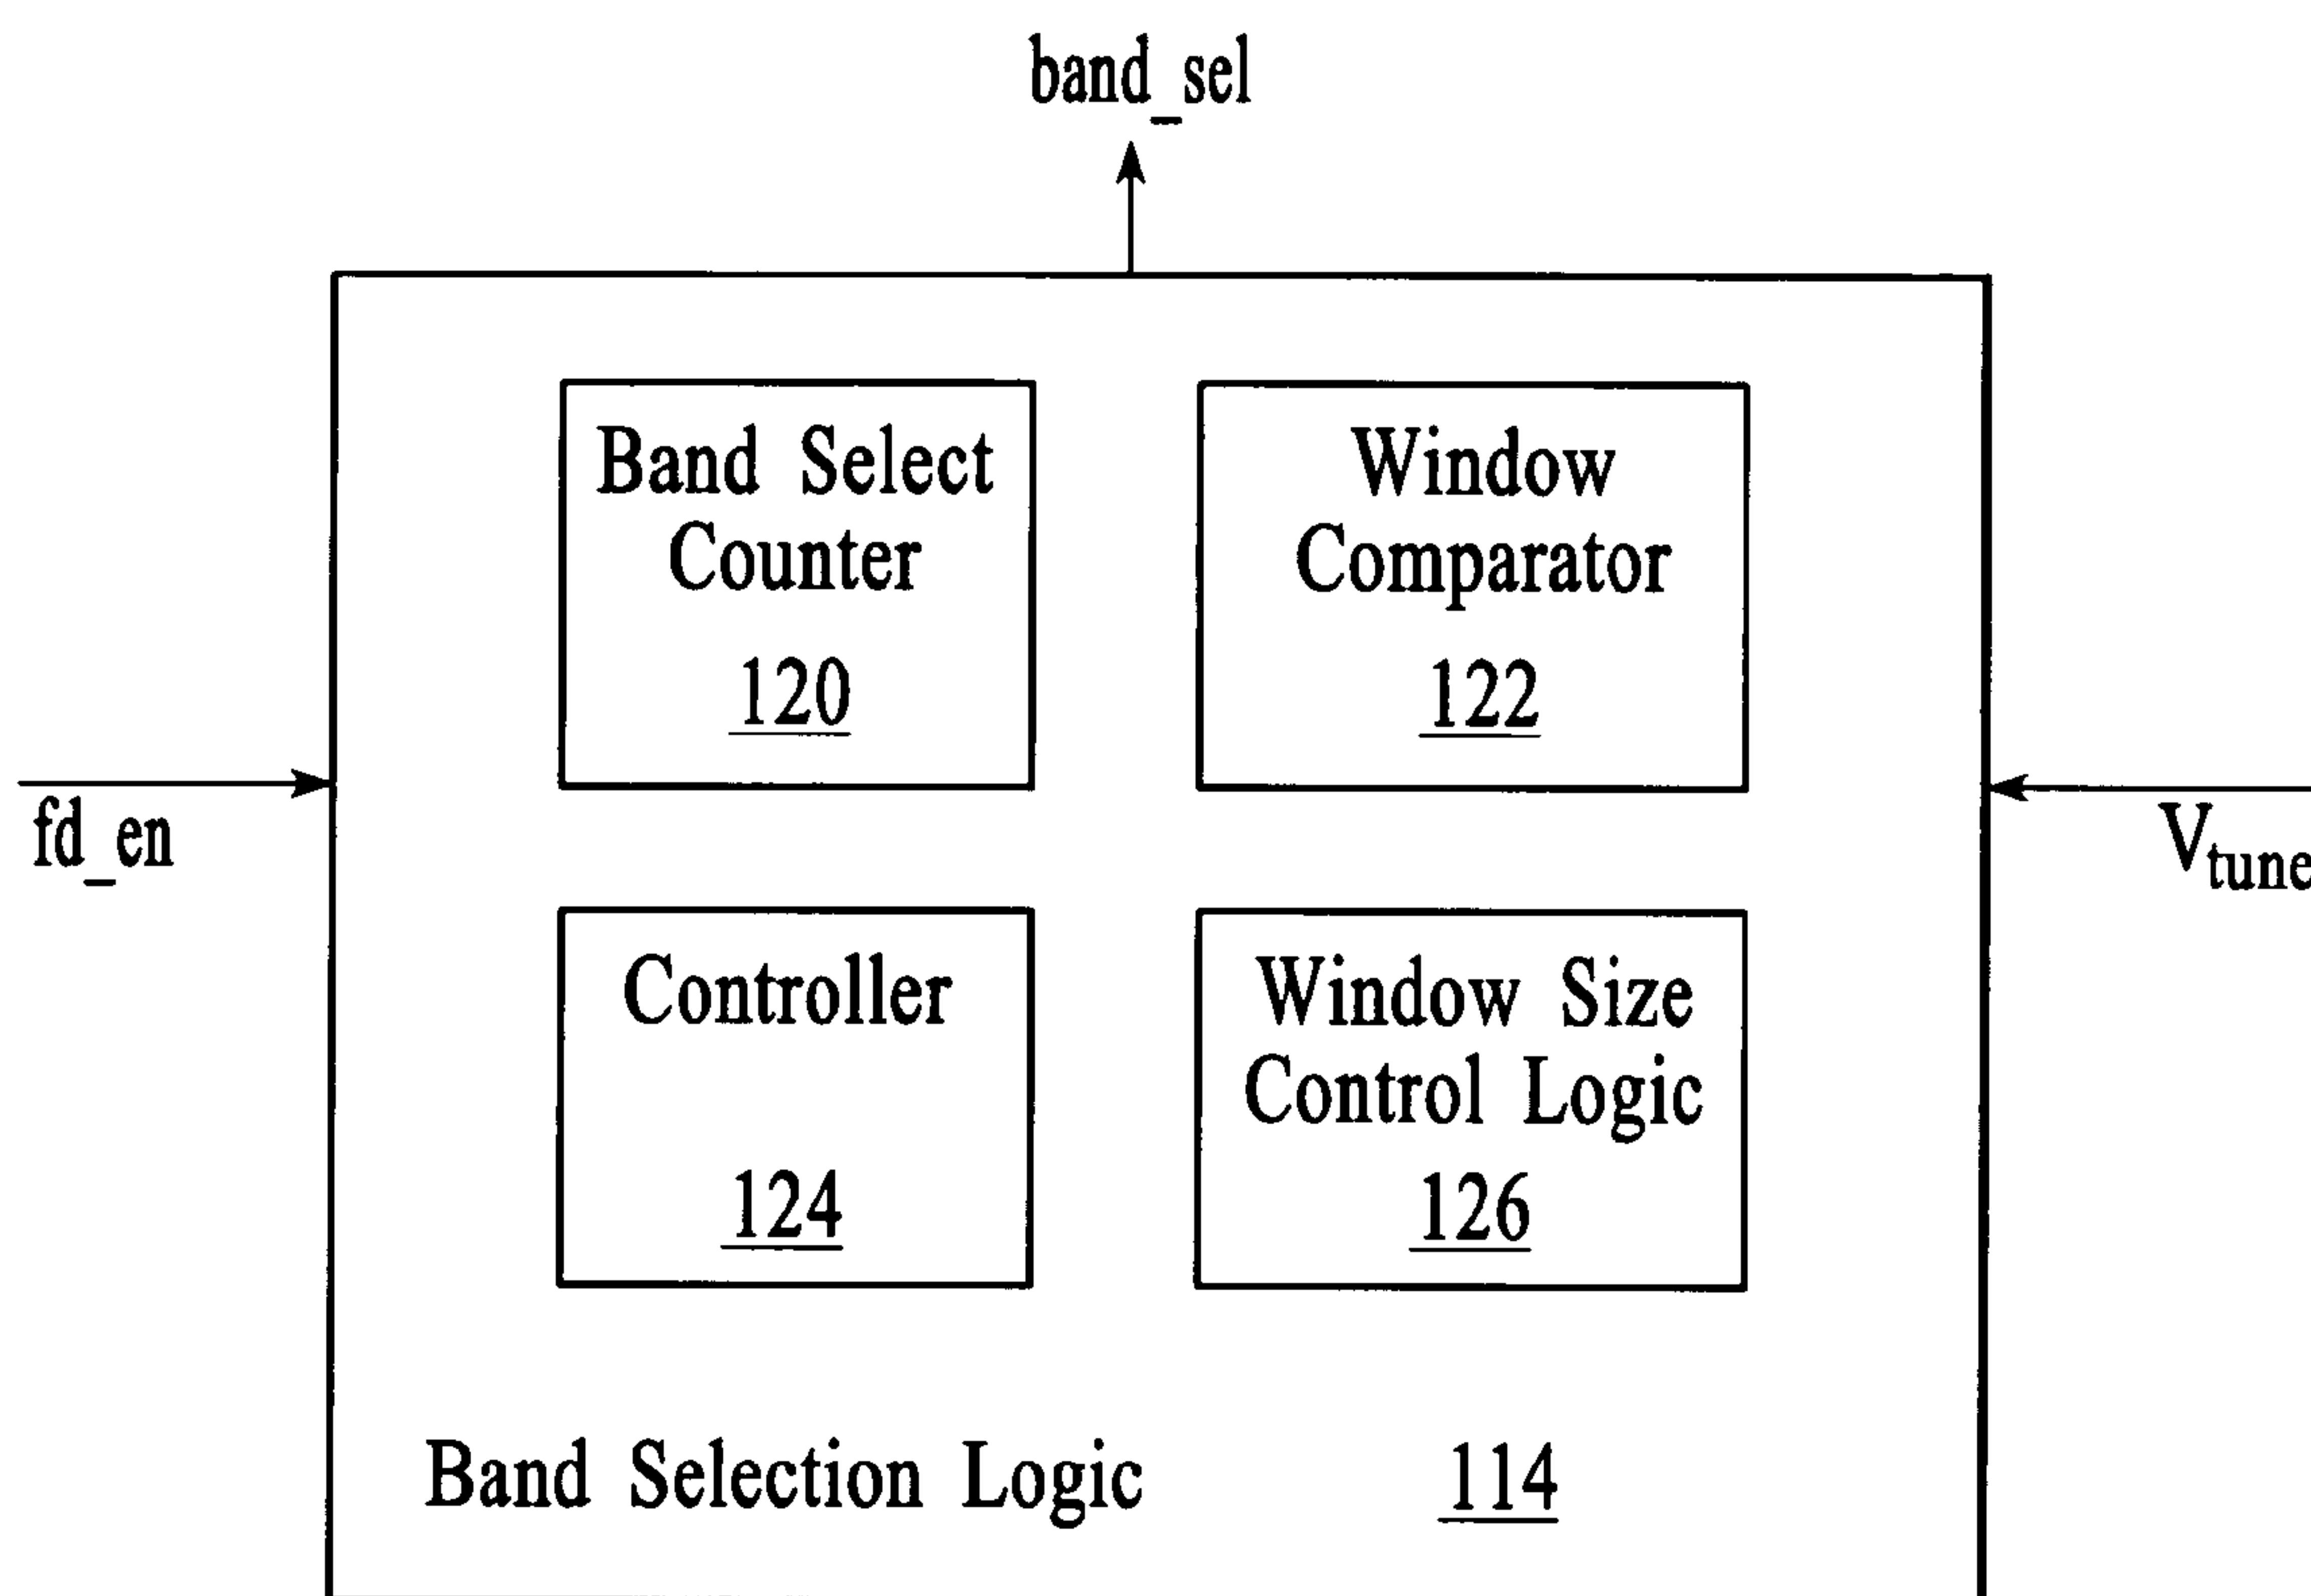 band_sel
Band Select
Counter
120
Window
Comparator
122
fd_en
Vtune
Controller
124
Window Size
Control Logic
126
Band Selection Logic 114